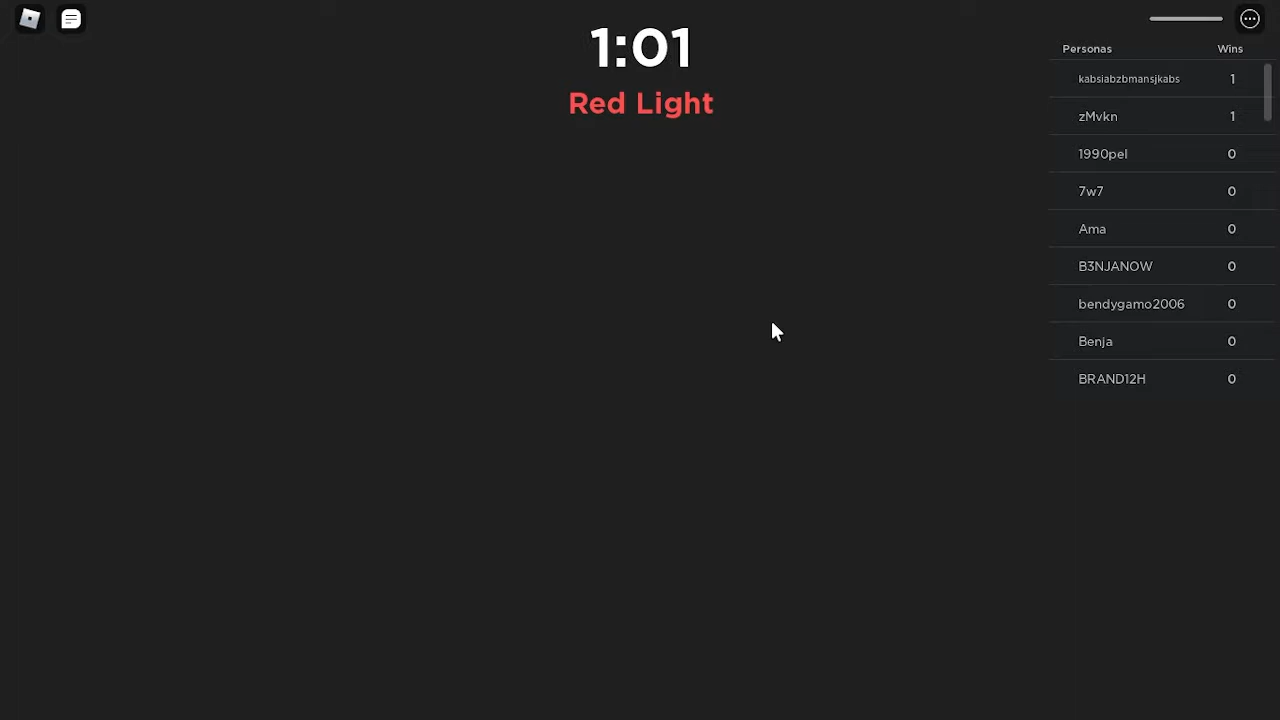 1:01
Red Light
Personas Wins
kabsiabzbmansjkabs 1
zMvkn 1
1990pel 0
7w7 0
Ama 0
B3NJANOW 0
bendygamo2006 0
Benja 0
BRAND12H 0